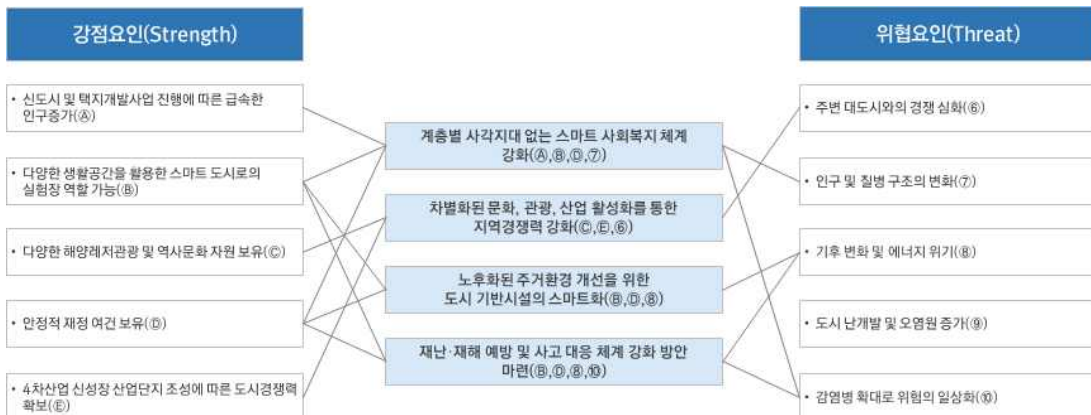 강점요인(Strength)
• 신도시 및 택지개발사업 진행에 따른 급속한
인구증가(Ⓐ)
• 다양한 생활공간을 활용한 스마트 도시로의
실험장 역할 가능(Ⓑ)
• 다양한 해양레저관광 및 역사문화 자원 보유(Ⓒ)
• 안정적 재정 여건 보유(Ⓓ)
• 4차산업 신성장 산업단지 조성에 따른 도시경쟁력
확보(Ⓔ)
계층별 사각지대 없는 스마트 사회복지 체계
강화(Ⓐ,Ⓑ,Ⓓ,⑦)
차별화된 문화, 관광, 산업 활성화를 통한
지역경쟁력 강화(Ⓒ,Ⓔ,⑥)
노후화된 주거환경 개선을 위한
도시 기반시설의 스마트화(Ⓑ,Ⓓ,⑧)
재난·재해 예방 및 사고 대응 체계 강화 방안
마련(Ⓑ,Ⓓ,⑧,⑩)
위협요인(Threat)
• 주변 대도시와의 경쟁 심화(⑥)
• 인구 및 질병 구조의 변화(⑦)
• 기후 변화 및 에너지 위기(⑧)
• 도시 난개발 및 오염원 증가(⑨)
• 감염병 확대로 위험의 일상화(⑩)